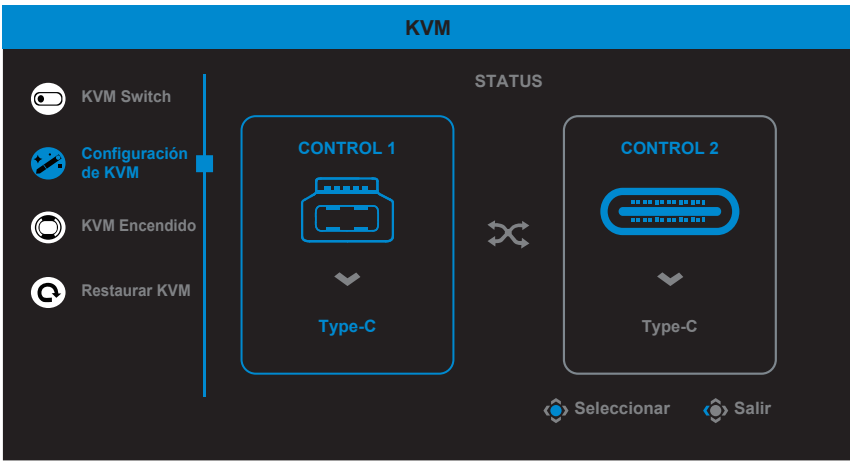 KVM
KVM Switch
Configuración
de KVM
KVM Encendido
Restaurar KVM
STATUS
CONTROL 1
Type-C
CONTROL 2
Type-C
Seleccionar
Salir